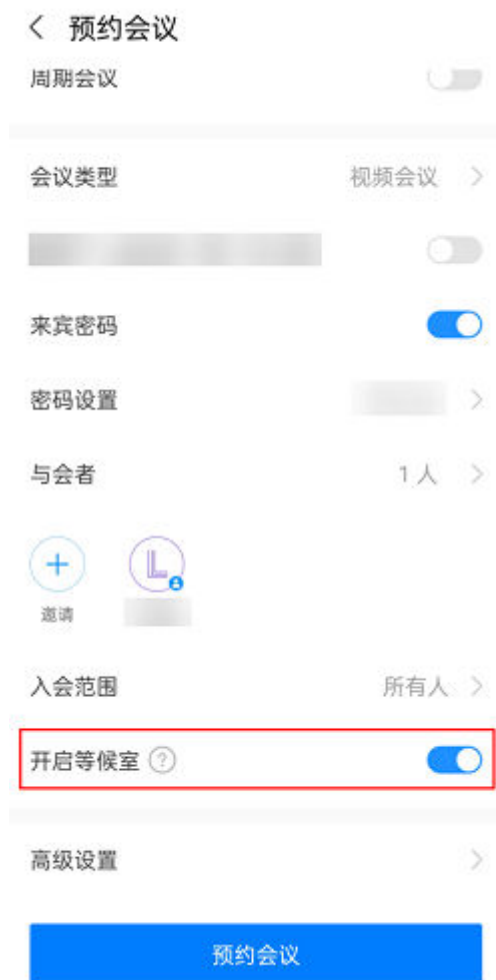 预约会议
周期会议
会议类型 视频会议
来宾密码
密码设置
与会者 1人
L
邀请
入会范围 所有人
开启等候室 ?
高级设置
预约会议